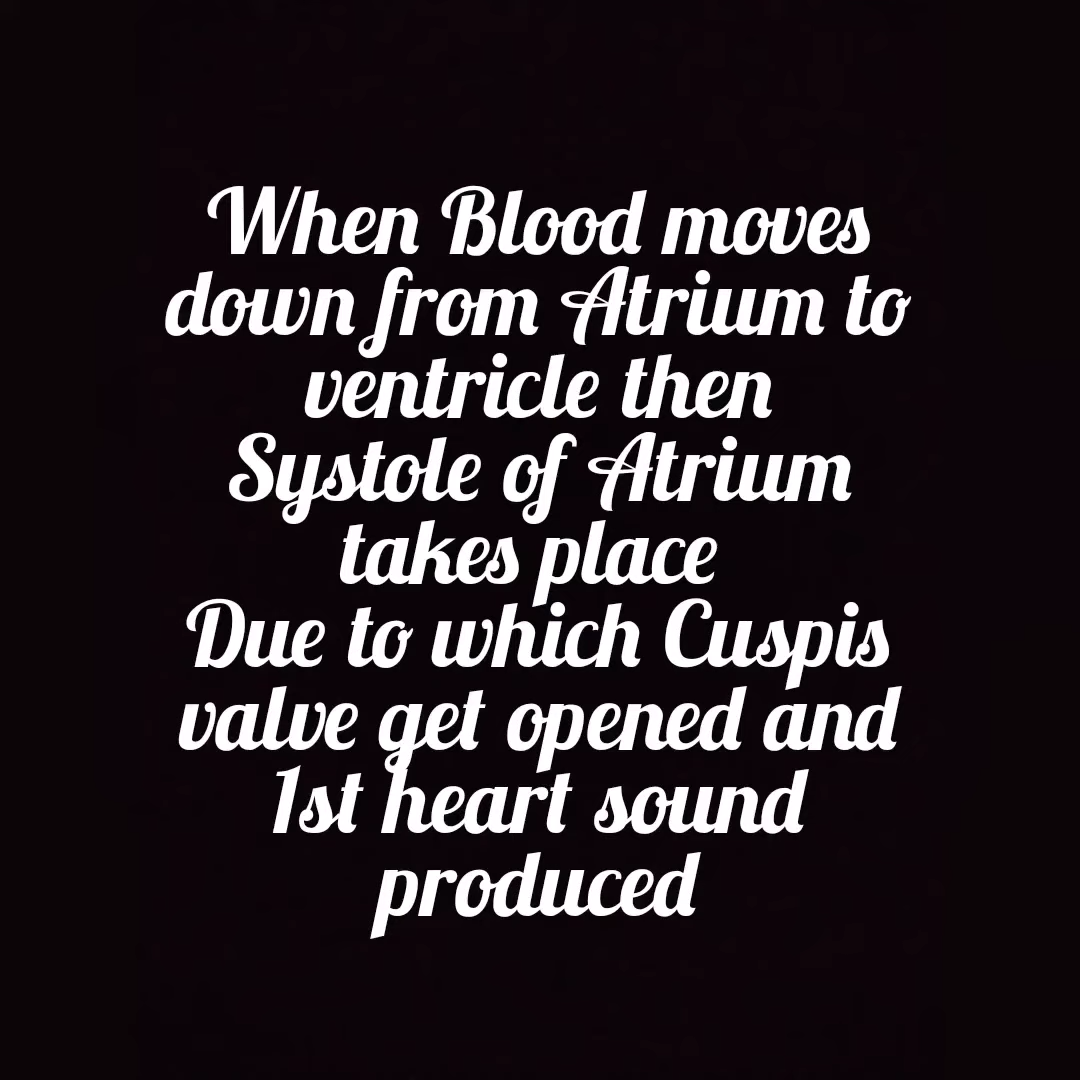 When Blood moves
down from Atrium to
ventricle then
Systole of Atrium
takes place
Due to which Cuspis
valve get opened and
1st heart sound
produced